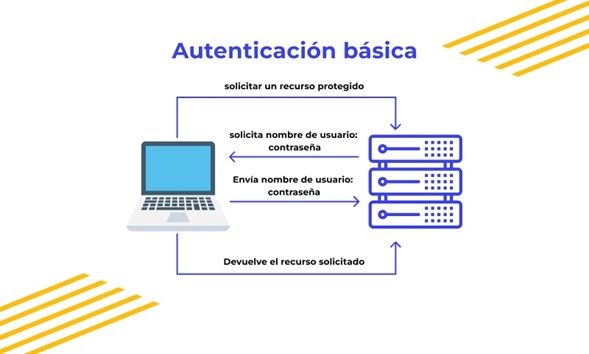 Autenticación básica
solicitar un recurso protegido
solicita nombre de usuario:
contraseña
Envía nombre de usuario:
contraseña
Devuelve el recurso solicitado